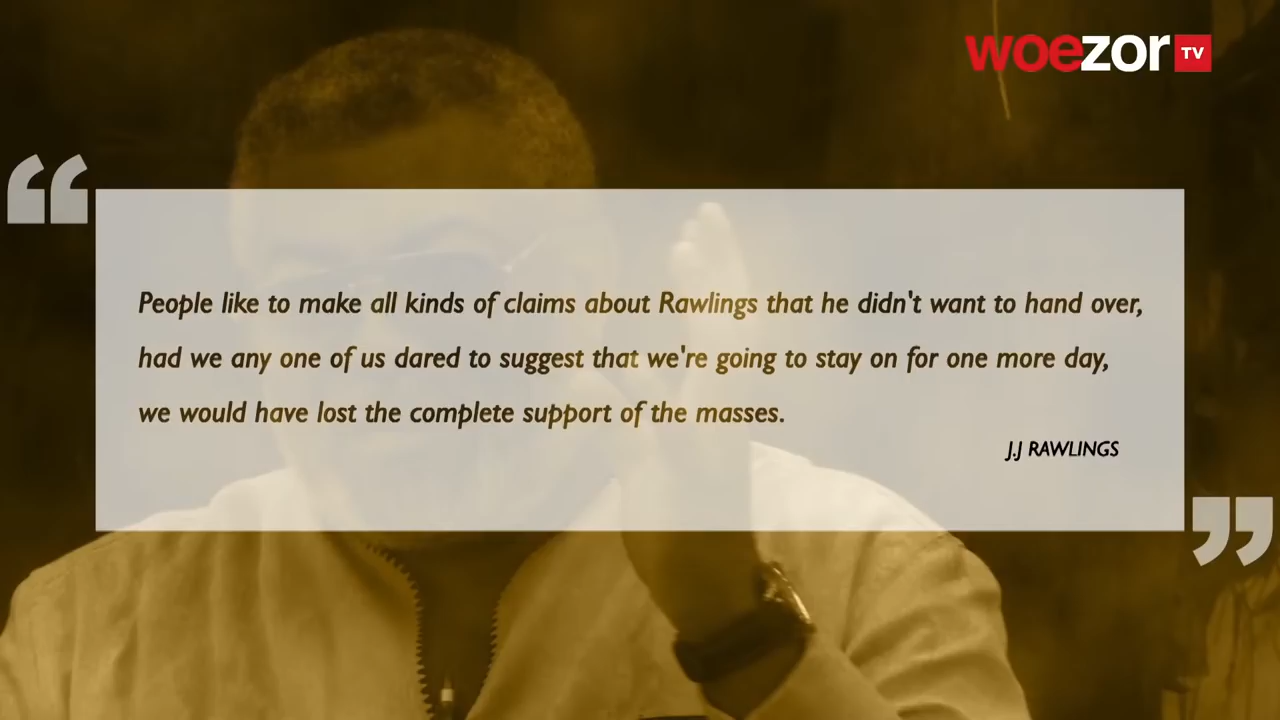 woezor TV
“
People like to make all kinds of claims about Rawlings that he didn't want to hand over,
had we any one of us dared to suggest that we're going to stay on for one more day,
we would have lost the complete support of the masses.
J.J RAWLINGS
”